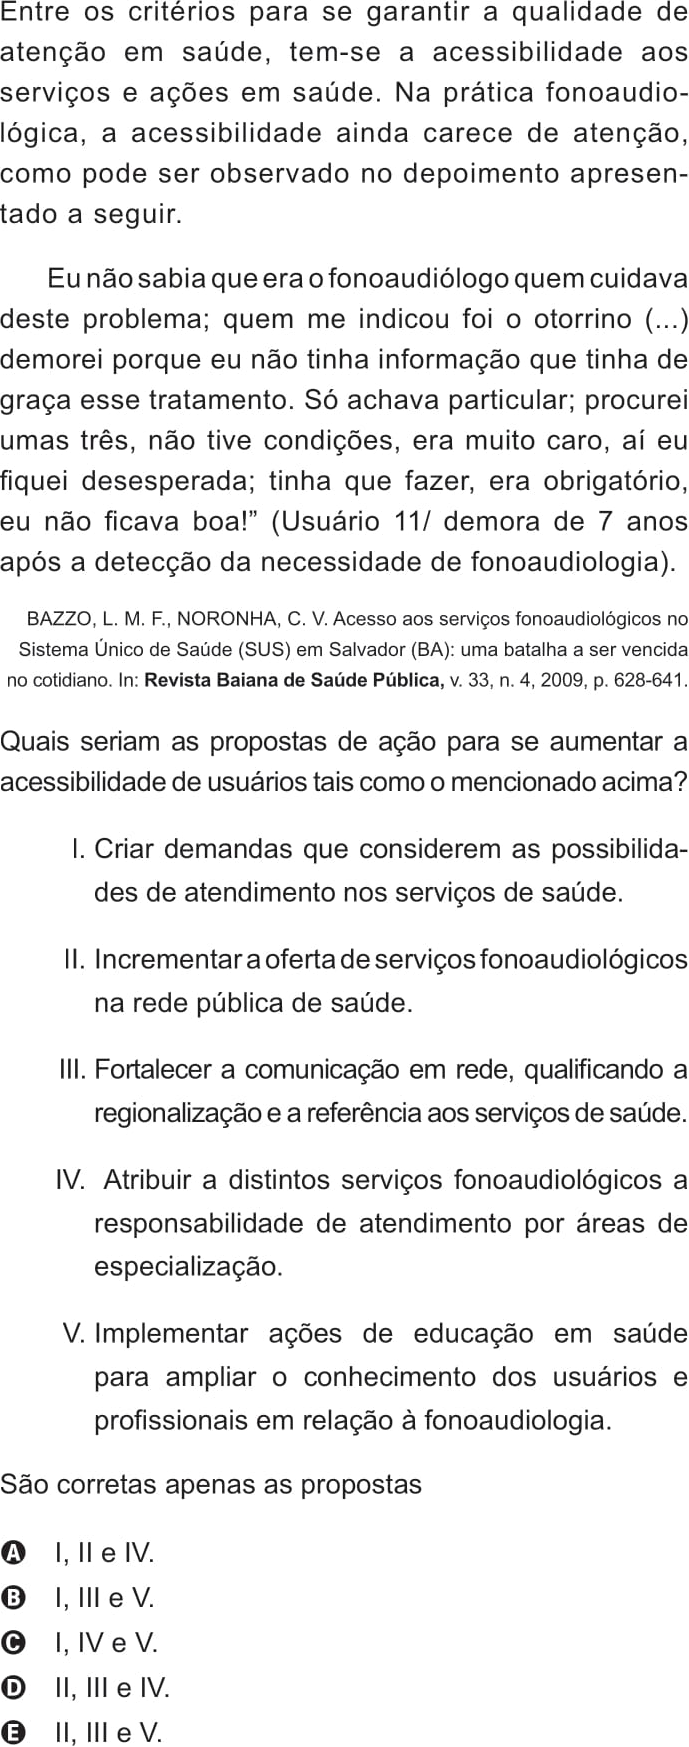 Entre os critérios para se garantir a qualidade de
atenção em saúde, tem-se a acessibilidade aos
serviços e ações em saúde. Na prática fonoaudio-
lógica, a acessibilidade ainda carece de atenção,
como pode ser observado no depoimento apresen-
tado a seguir.
Eu não sabia que era o fonoaudiólogo quem cuidava
deste problema; quem me indicou foi o otorrino (...)
demorei porque eu não tinha informação que tinha de
graça esse tratamento. Só achava particular; procurei
umas três, não tive condições, era muito caro, aí eu
fiquei desesperada; tinha que fazer, era obrigatório,
eu não ficava boa!” (Usuário 11/ demora de 7 anos
após a detecção da necessidade de fonoaudiologia).
BAZZO, L. M. F., NORONHA, C. V. Acesso aos serviços fonoaudiológicos no
Sistema Único de Saúde (SUS) em Salvador (BA): uma batalha a ser vencida
no cotidiano. In: Revista Baiana de Saúde Pública, v. 33, n. 4, 2009, p. 628-641.
Quais seriam as propostas de ação para se aumentar a
acessibilidade de usuários tais como o mencionado acima?
I. Criar demandas que considerem as possibilida-
des de atendimento nos serviços de saúde.
II. Incrementar a oferta de serviços fonoaudiológicos
na rede pública de saúde.
III. Fortalecer a comunicação em rede, qualificando a
regionalização e a referência aos serviços de saúde.
IV. Atribuir a distintos serviços fonoaudiológicos a
responsabilidade de atendimento por áreas de
especialização.
V. Implementar ações de educação em saúde
para ampliar o conhecimento dos usuários e
profissionais em relação à fonoaudiologia.
São corretas apenas as propostas
A I, II e IV.
B I, III e V.
C I, IV e V.
D II, III e IV.
E II, III e V.